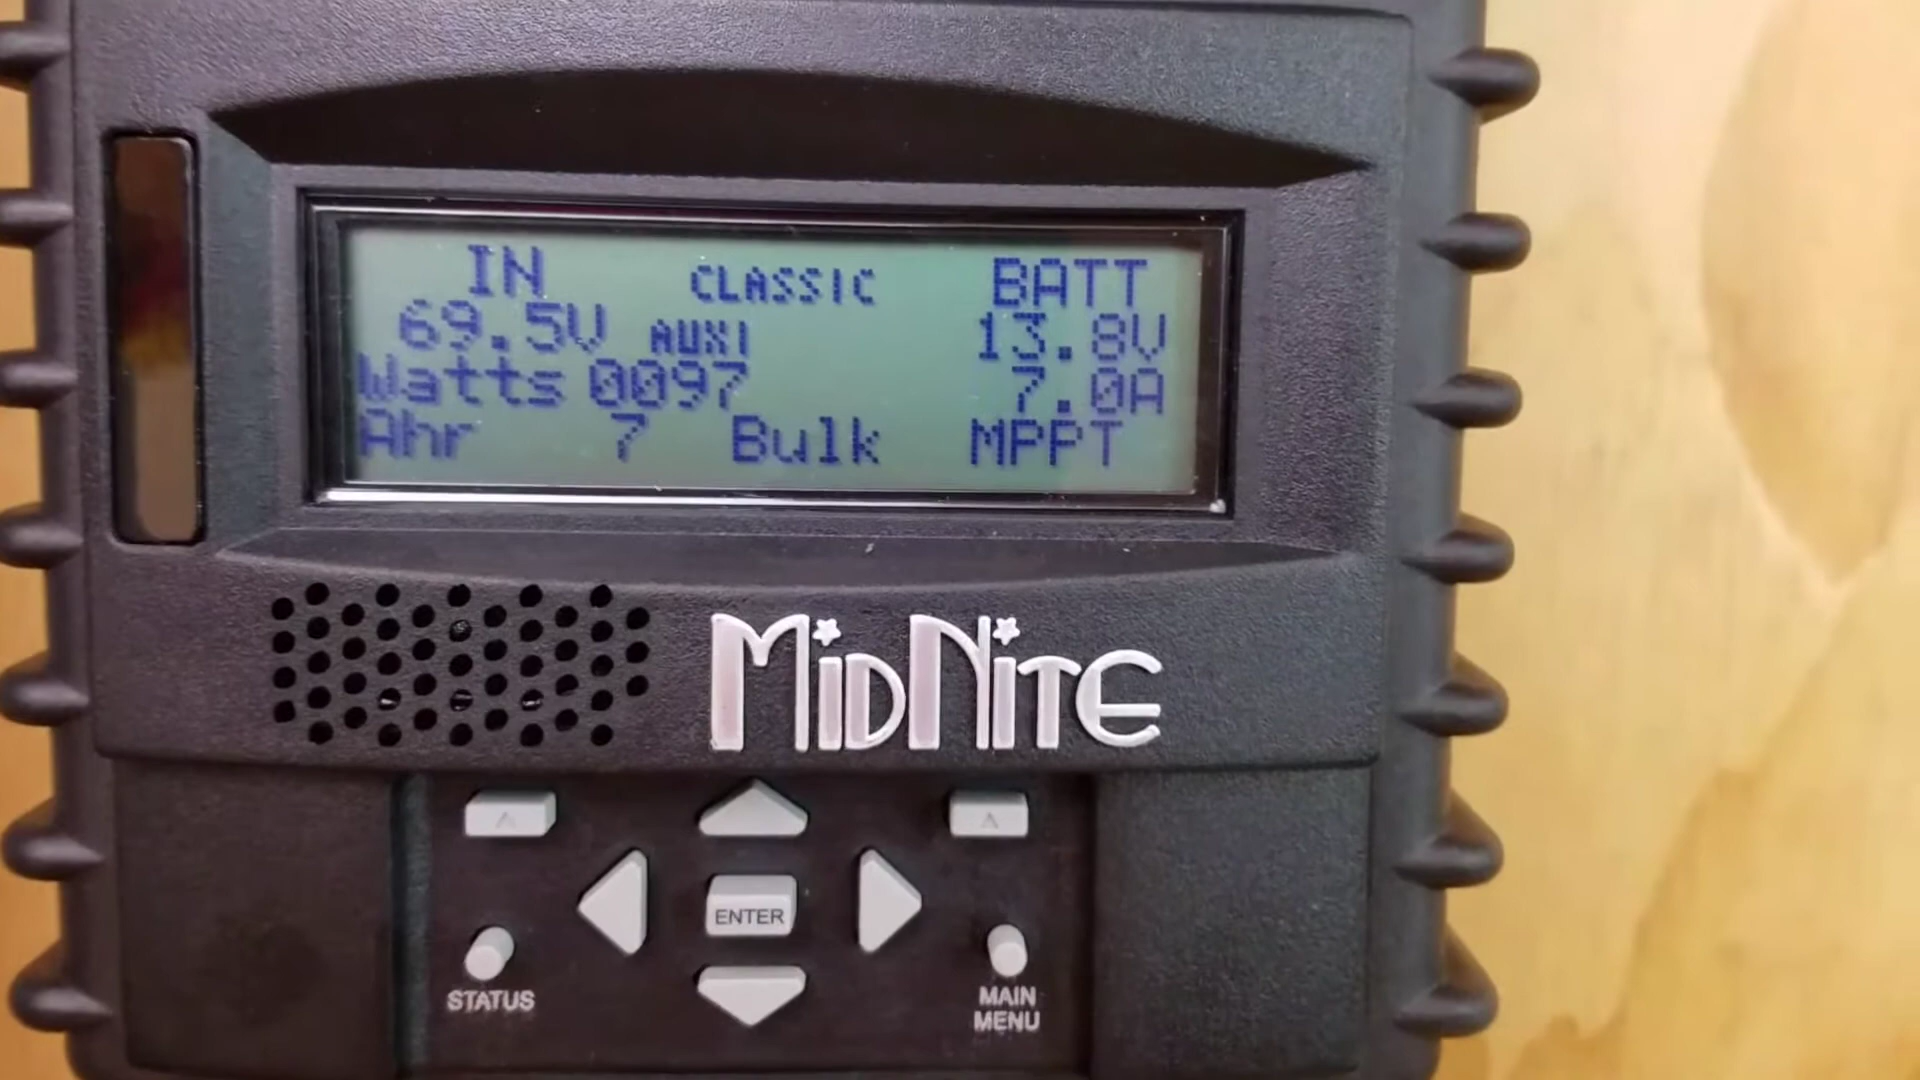 IN CLASSIC BATT
69.5V AUX1 13.8V
Watts 0097 7.0A
Ahr 7 Bulk MPPT
MIDNITE
ENTER
STATUS
MAIN
MENU